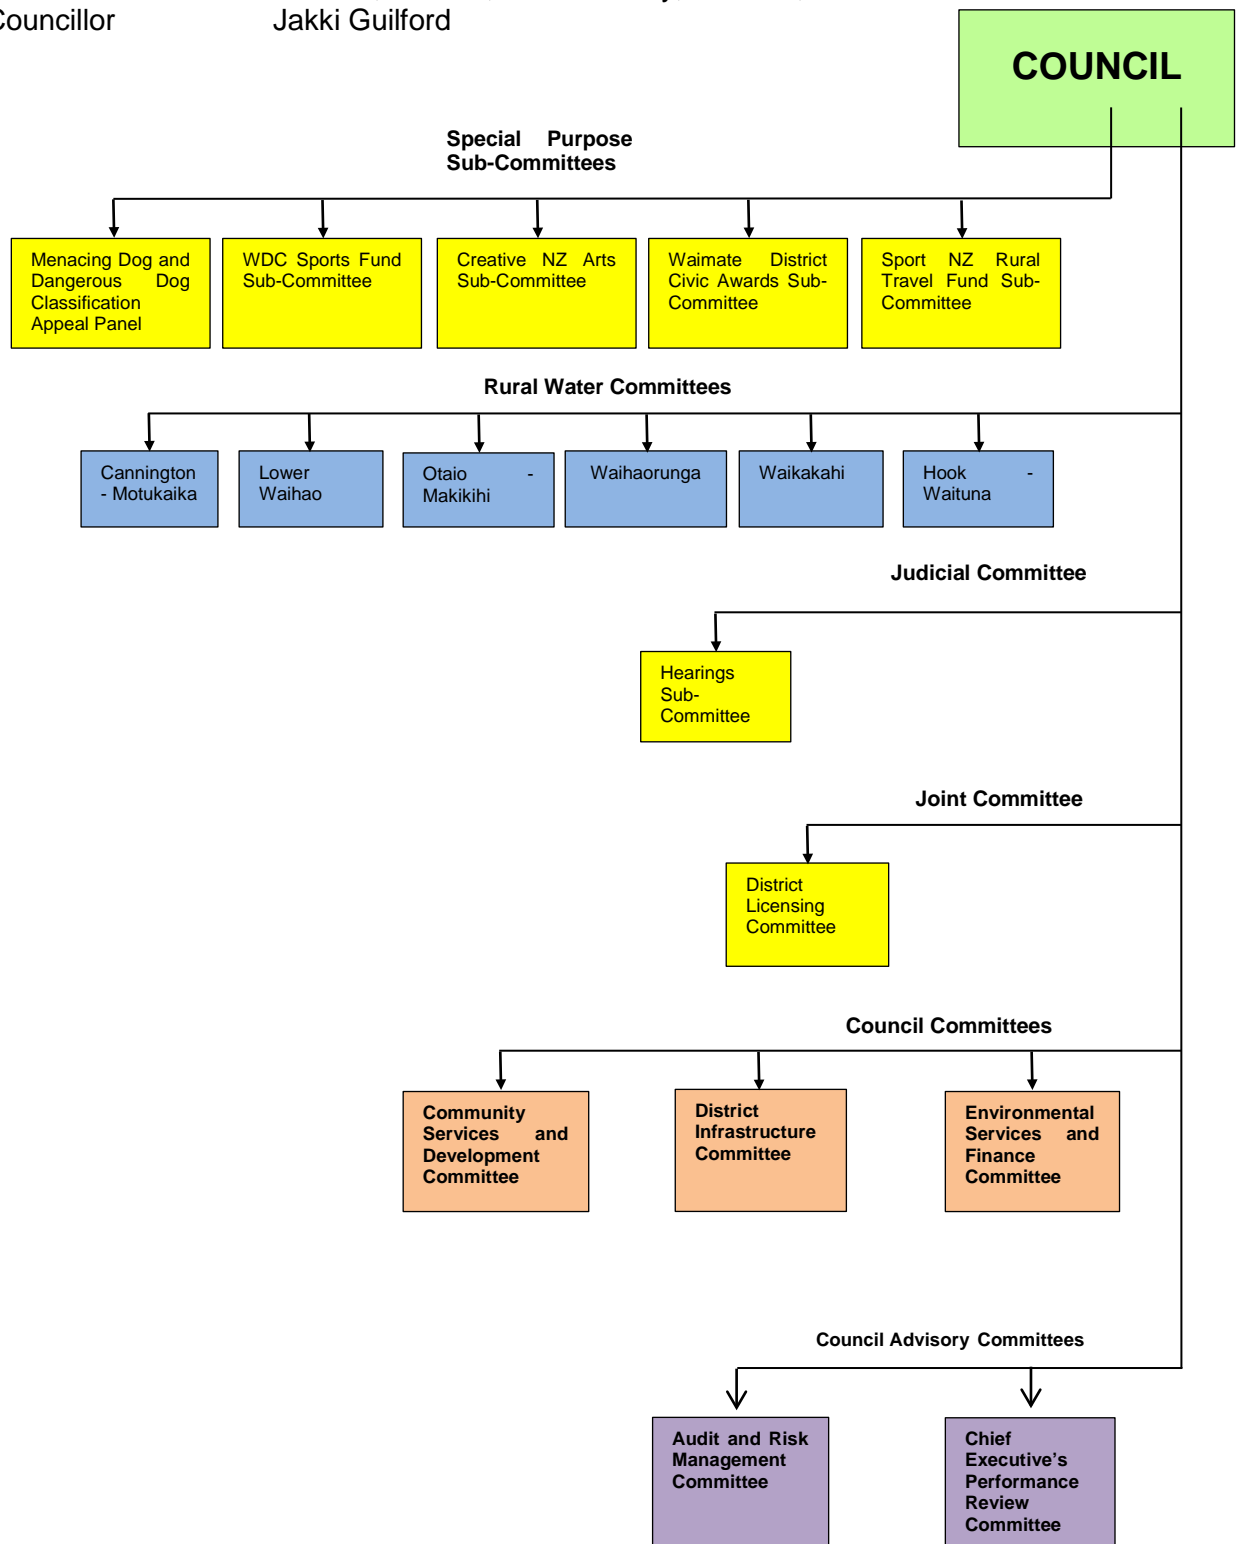 Councillor Jakki Guilford
COUNCIL
Special Purpose
Sub-Committees
Menacing Dog and
Dangerous Dog
Classification
Appeal Panel
WDC Sports Fund
Sub-Committee
Creative NZ Arts
Sub-Committee
Waimate District
Civic Awards Sub-
Committee
Sport NZ Rural
Travel Fund Sub-
Committee
Rural Water Committees
Cannington
- Motukaika
Lower
Waihao
Otaio -
Makikihi
Waihaorunga
Waikakahi
Hook -
Waituna
Judicial Committee
Hearings
Sub-
Committee
Joint Committee
District
Licensing
Committee
Council Committees
Community
Services and
Development
Committee
District
Infrastructure
Committee
Environmental
Services and
Finance
Committee
Council Advisory Committees
Audit and Risk
Management
Committee
Chief
Executive’s
Performance
Review
Committee